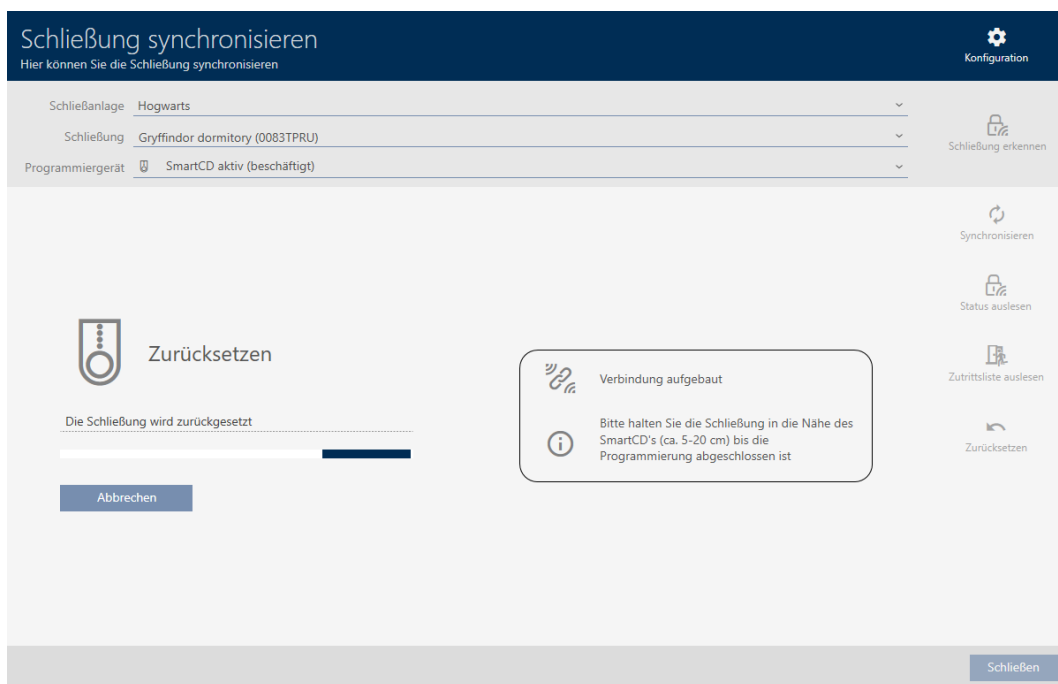 Schließung synchronisieren
Hier können Sie die Schließung synchronisieren
Konfiguration
Schließanlage Hogwarts
Schließung Gryffindor dormitory (0083TPRU)
Programmiergerät SmartCD aktiv (beschäftigt)
Schließung erkennen
Synchronisieren
Status auslesen
Zutrittsliste auslesen
Zurücksetzen
Zurücksetzen
Die Schließung wird zurückgesetzt
Abbrechen
Verbindung aufgebaut
Bitte halten Sie die Schließung in die Nähe des
SmartCD's (ca. 5-20 cm) bis die
Programmierung abgeschlossen ist
Schließen